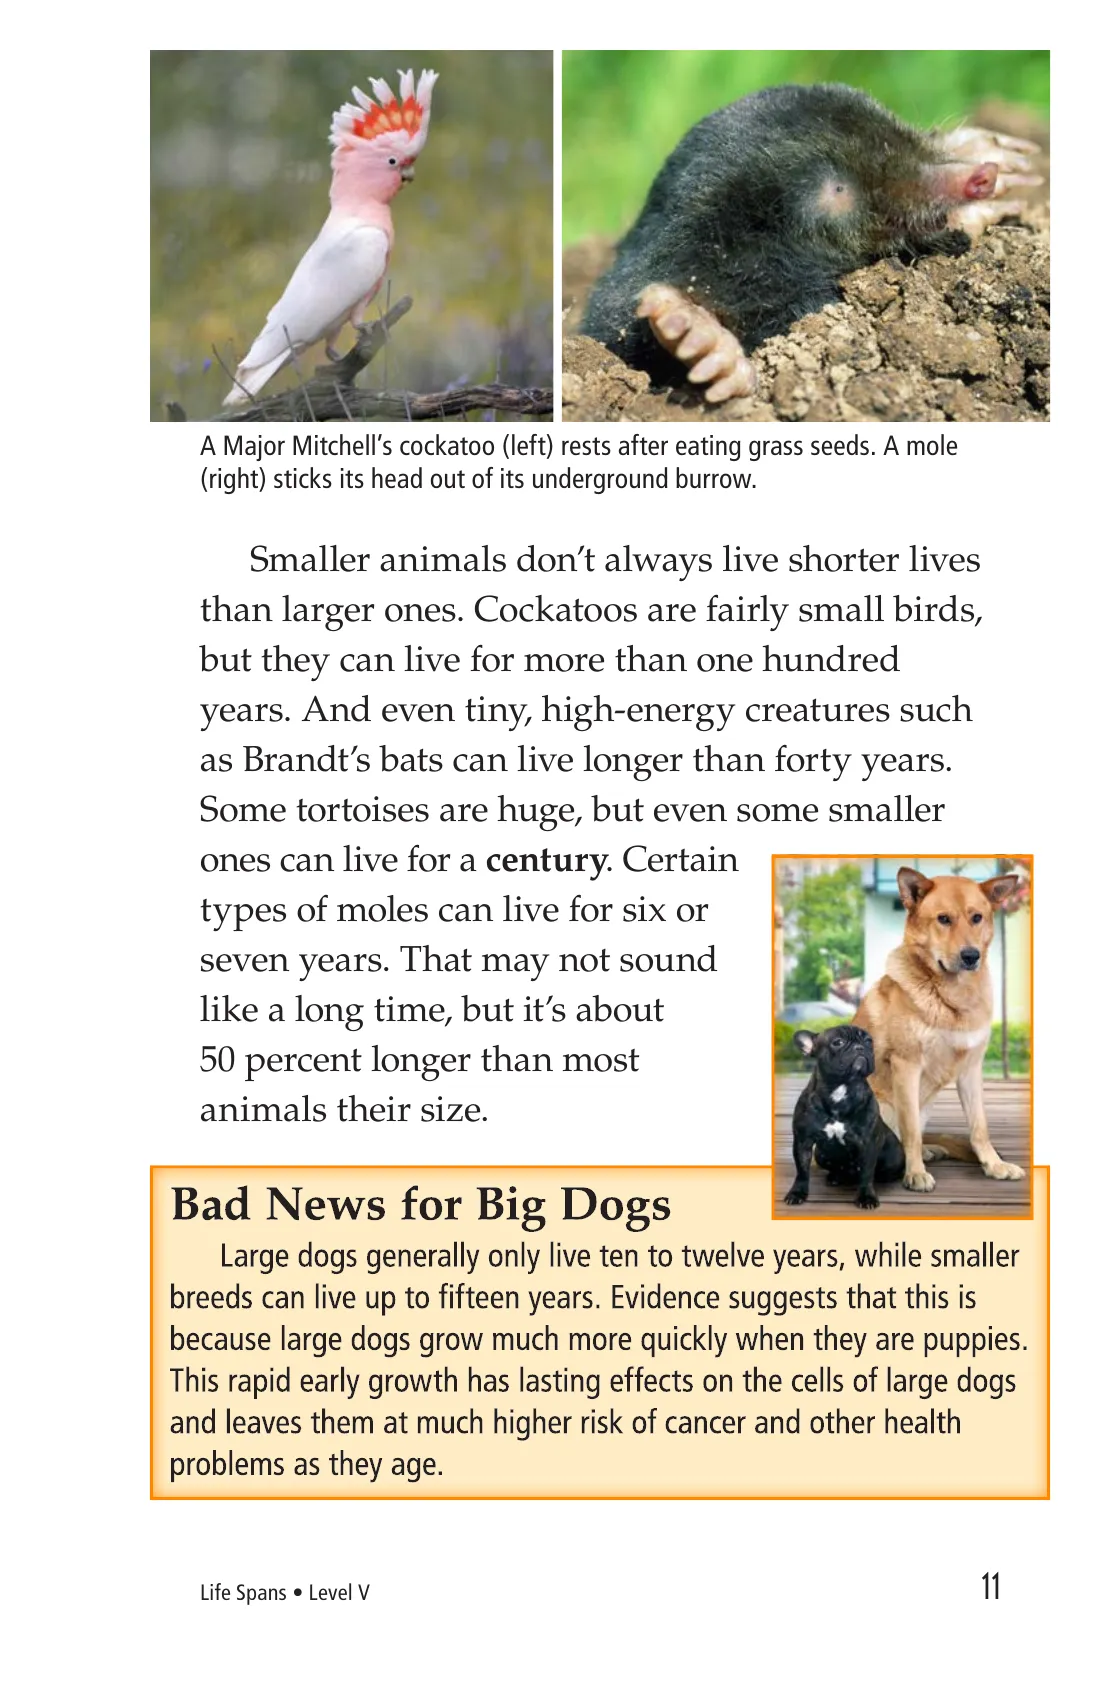 A Major Mitchell’s cockatoo (left) rests after eating grass seeds. A mole
(right) sticks its head out of its underground burrow.
Smaller animals don’t always live shorter lives
than larger ones. Cockatoos are fairly small birds,
but they can live for more than one hundred
years. And even tiny, high-energy creatures such
as Brandt’s bats can live longer than forty years.
Some tortoises are huge, but even some smaller
ones can live for a century. Certain
types of moles can live for six or
seven years. That may not sound
like a long time, but it’s about
50 percent longer than most
animals their size.
Bad News for Big Dogs
Large dogs generally only live ten to twelve years, while smaller
breeds can live up to fifteen years. Evidence suggests that this is
because large dogs grow much more quickly when they are puppies.
This rapid early growth has lasting effects on the cells of large dogs
and leaves them at much higher risk of cancer and other health
problems as they age.
Life Spans • Level V
11